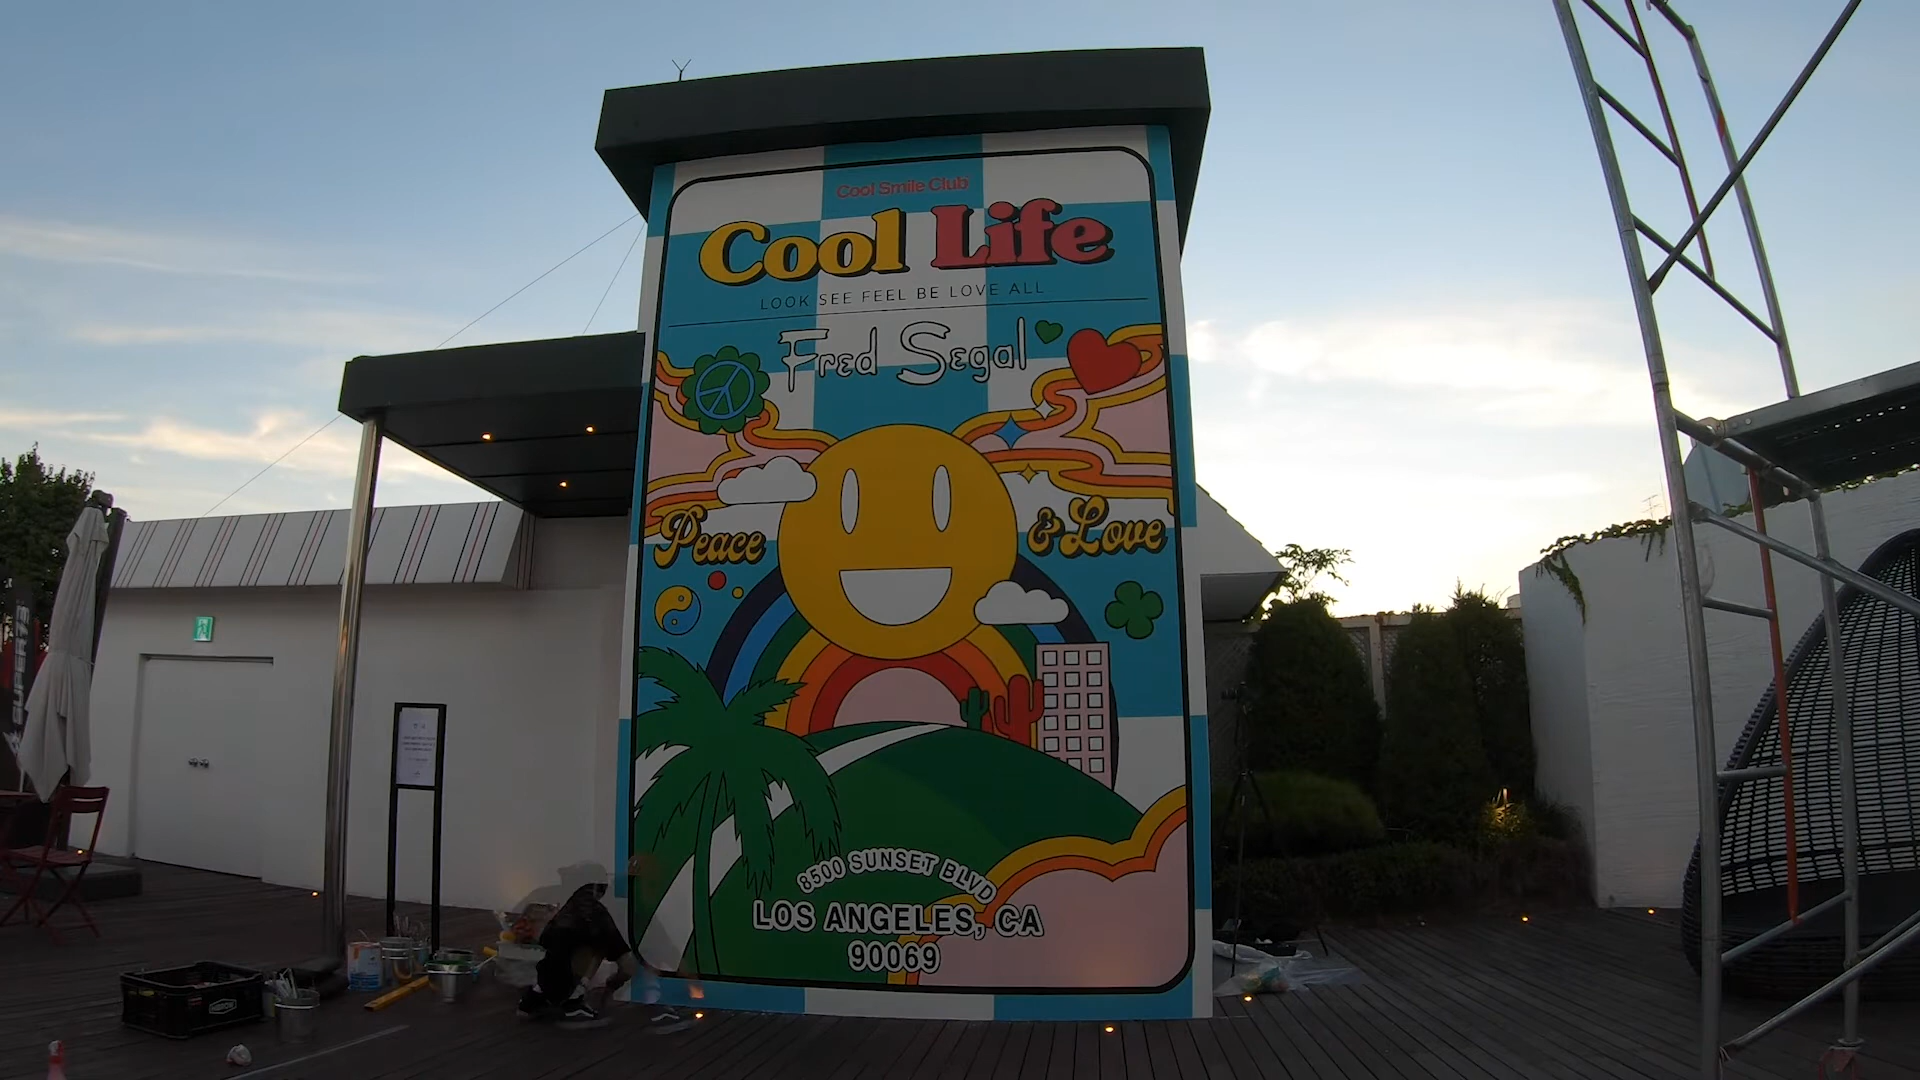 Cool Smile Club
Cool Life
LOOK SEE FEEL BE LOVE ALL
Fred Segal
Peace
& Love
8500 SUNSET BLVD
LOS ANGELES, CA
90069
SUPER73